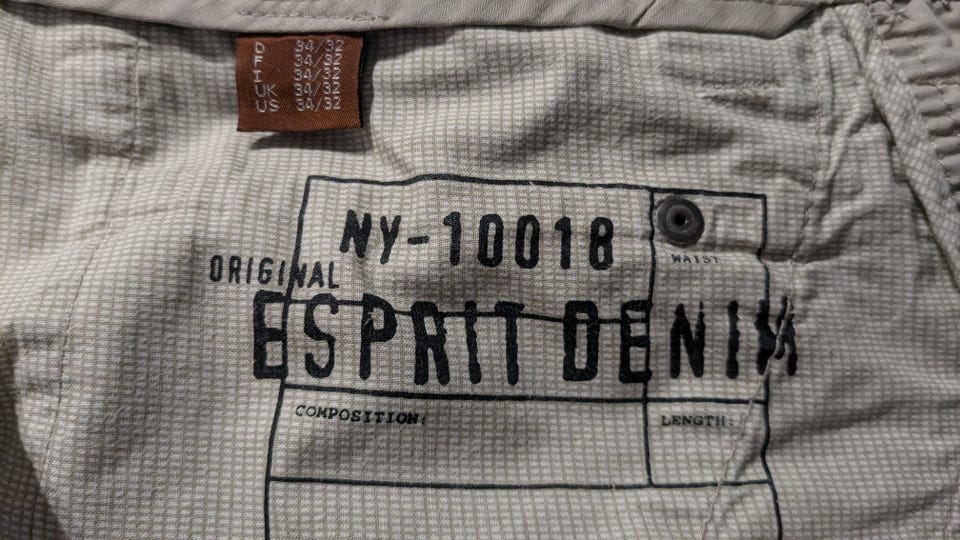 D 34/32
F 34/32
I 34/32
UK 34/32
US 34/32
NY-10018
WAIST
ORIGINAL
ESPRIT DENIM
COMPOSITION:
LENGTH: